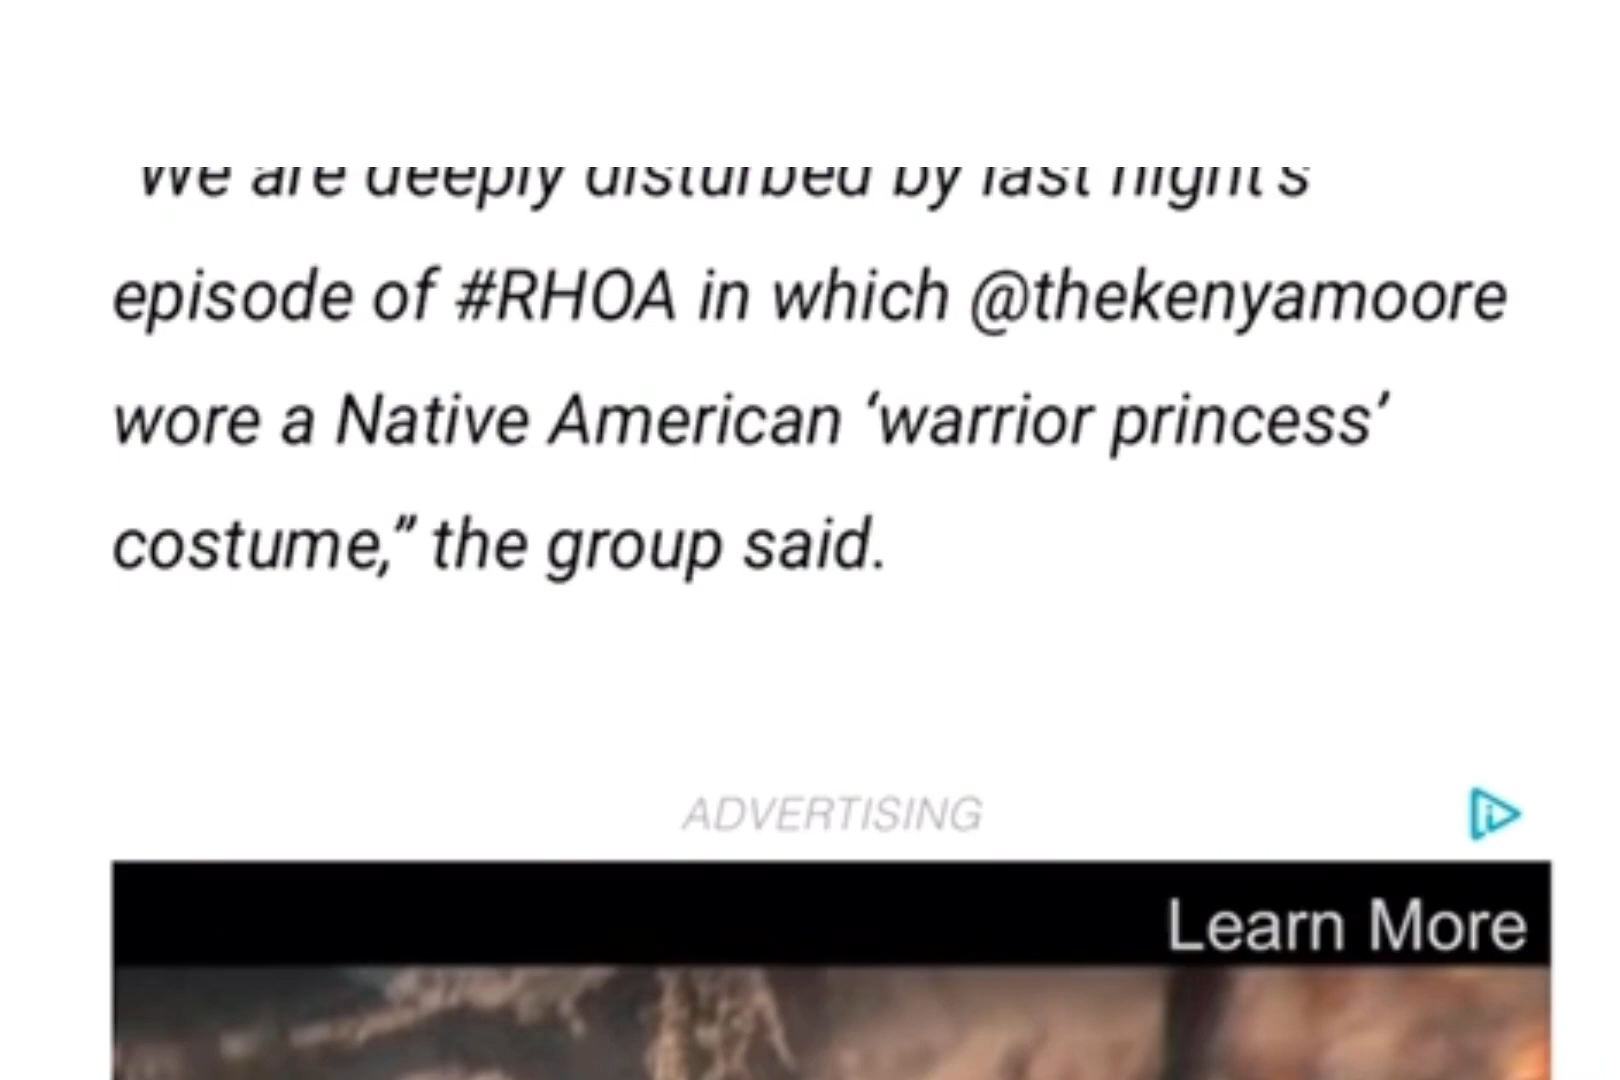 We are deeply disturbed by last night's
episode of #RHOA in which @thekenyamoore
wore a Native American ‘warrior princess’
costume,” the group said.
ADVERTISING
Learn More